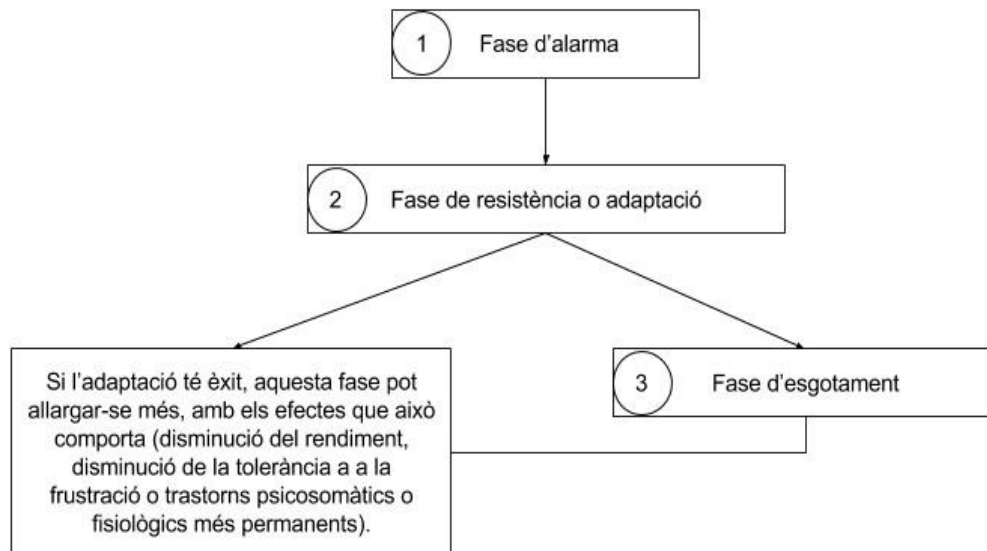 1
Fase d'alarma
2
Fase de resistència o adaptació
Si l'adaptació té èxit, aquesta fase pot
allargar-se més, amb els efectes que això
comporta (disminució del rendiment,
disminució de la tolerància a a la
frustració o trastorns psicosomàtics o
fisiològics més permanents).
3
Fase d'esgotament